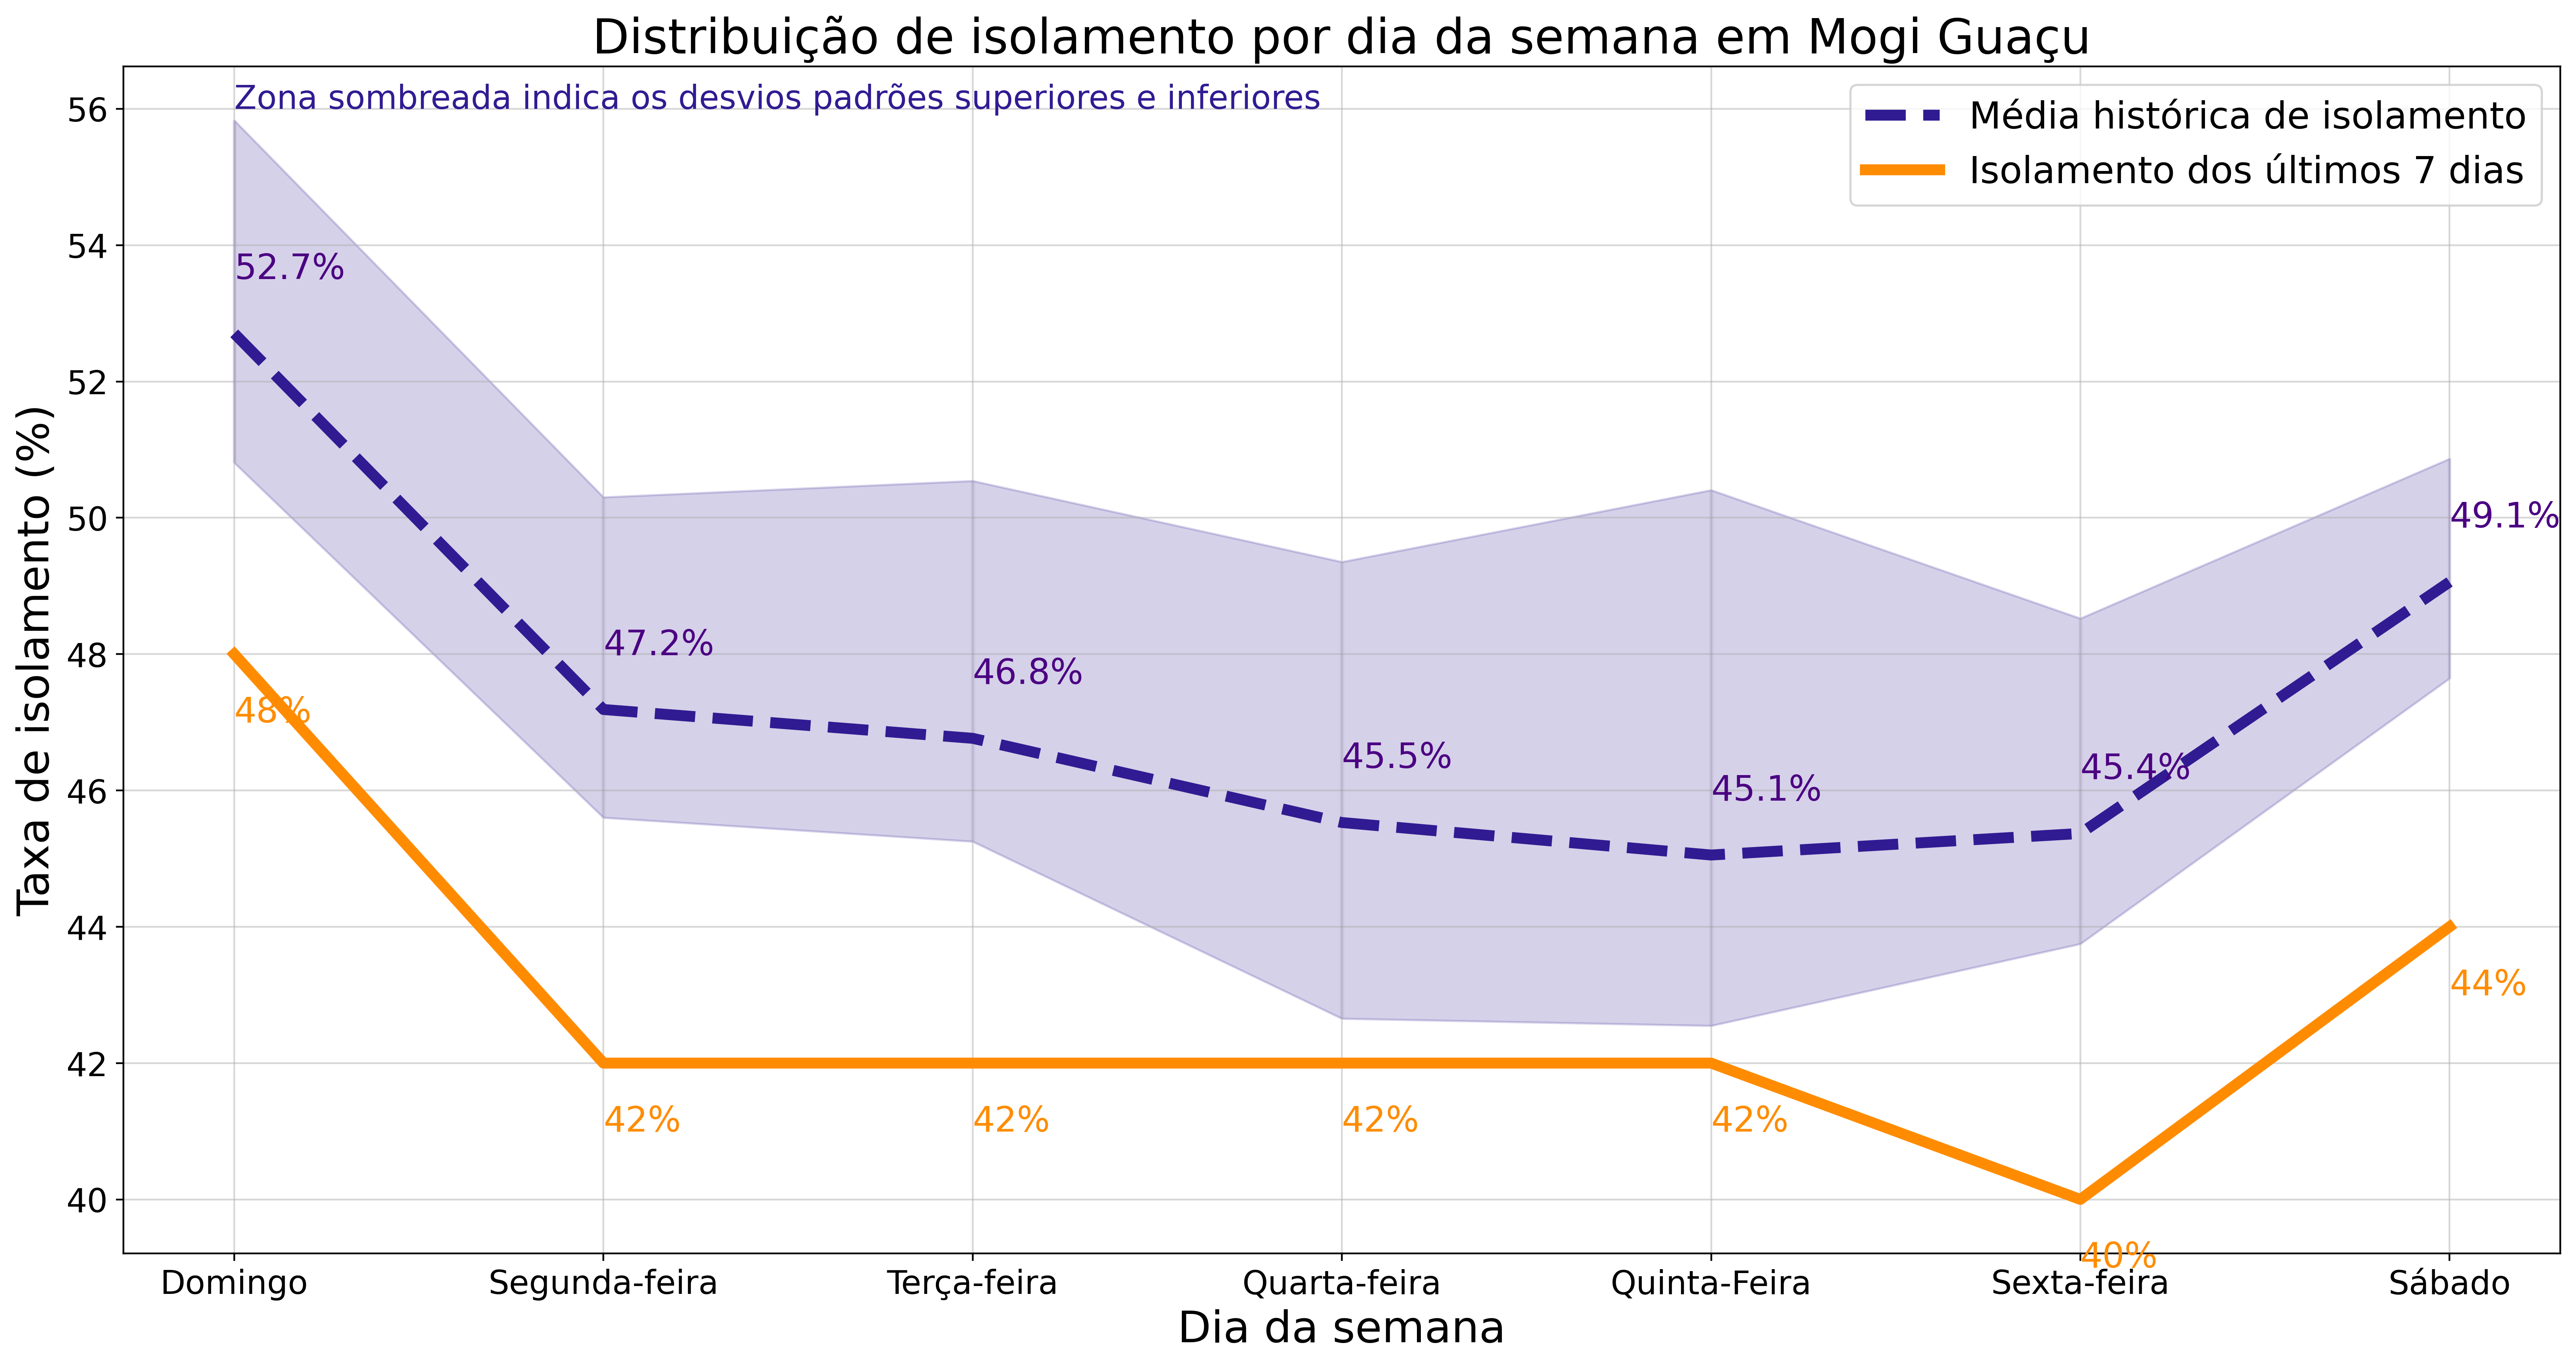 Distribuição de isolamento por dia da semana em Mogi Guaçu
Zona sombreada indica os desvios padrões superiores e inferiores
Média histórica de isolamento
Isolamento dos últimos 7 dias
Taxa de isolamento (%)
56
54
52
50
48
46
44
42
40
52.7%
47.2%
46.8%
45.5%
45.1%
45.4%
49.1%
48%
42%
42%
42%
42%
40%
44%
Domingo
Segunda-feira
Terça-feira
Quarta-feira
Quinta-Feira
Sexta-feira
Sábado
Dia da semana